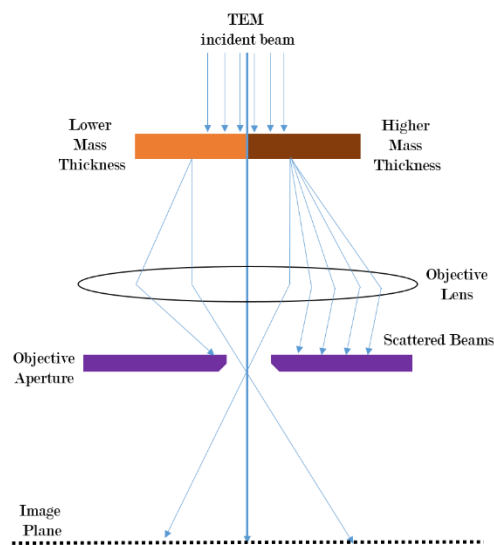 TEM
incident beam
Lower
Mass
Thickness
Higher
Mass
Thickness
Objective
Lens
Scattered Beams
Objective
Aperture
Image
Plane